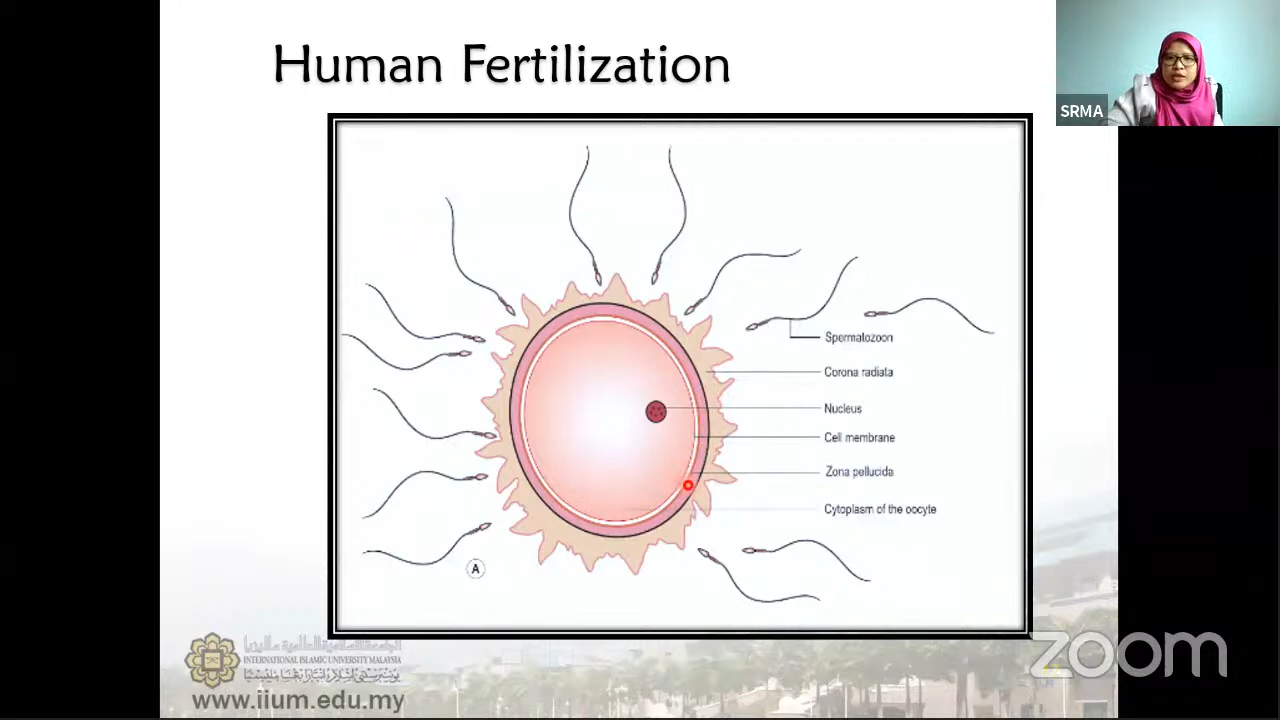 Human Fertilization
SRMA
Spermatozoon
Corona radiata
Nucleus
Cell membrane
Zona pellucida
Cytoplasm of the oocyte
A
INTERNATIONAL ISLAMIC UNIVERSITY MALAYSIA
www.iium.edu.my
zoom